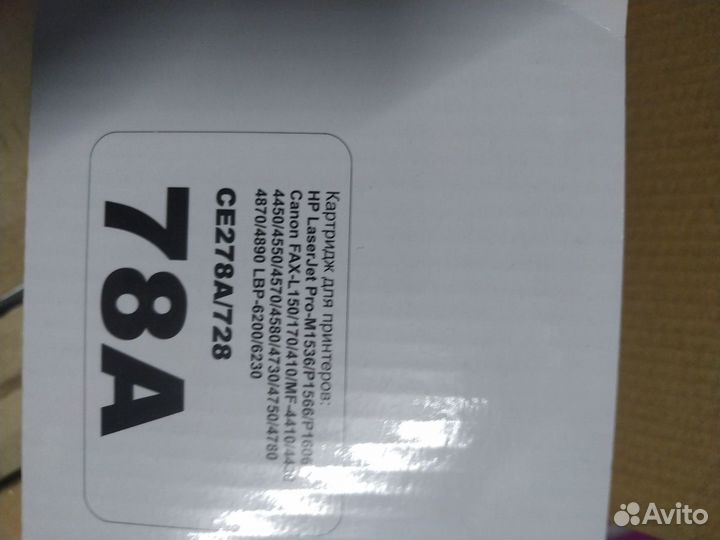 Картридж для принтеров:
HP LaserJet Pro-M1536/P1566/P1606
Canon FAX-L150/170/410/MF-4410/4430
4450/4550/4570/4580/4730/4750/4780
4870/4890 LBP-6200/6230
CE278A/728
78A
Avito